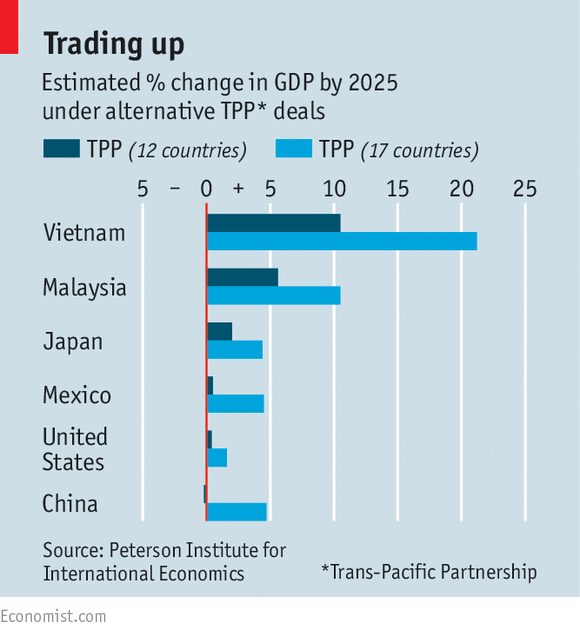 Trading up
Estimated % change in GDP by 2025
under alternative TPP* deals
TPP (12 countries) TPP (17 countries)
5 – 0 + 5 10 15 20 25
Vietnam
Malaysia
Japan
Mexico
United
States
China
Source: Peterson Institute for
International Economics
*Trans-Pacific Partnership
Economist.com